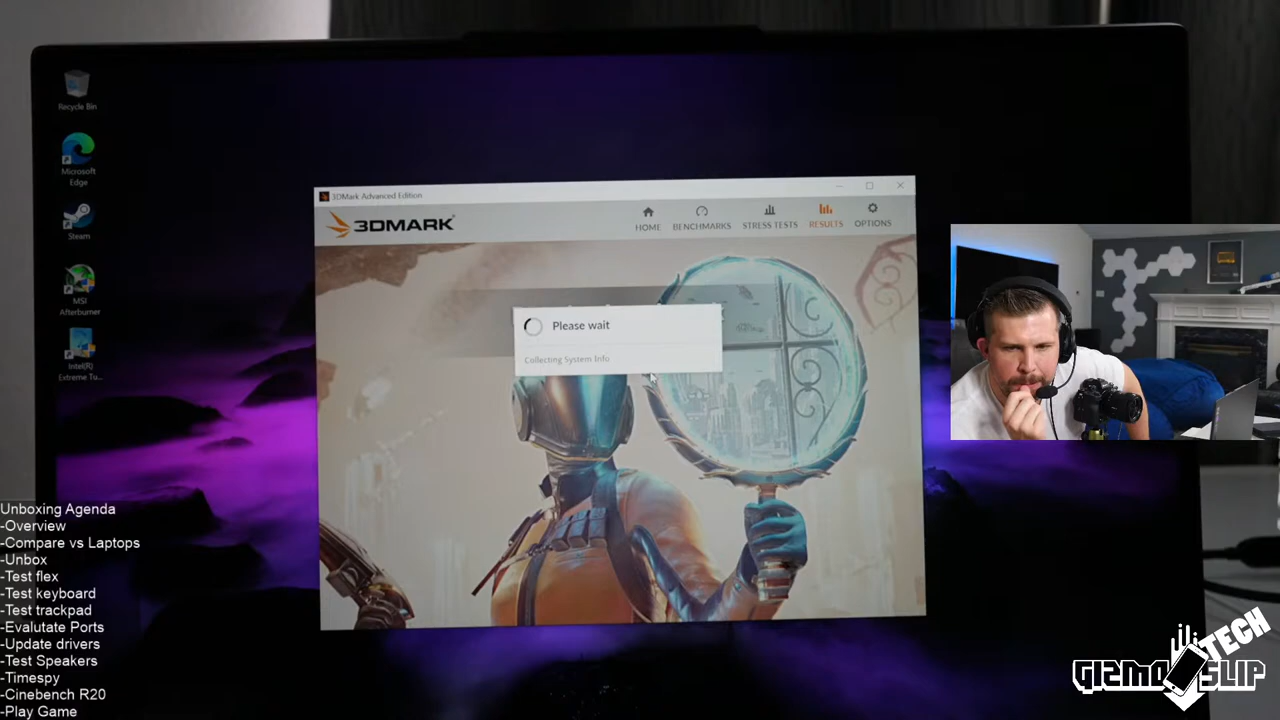 Recycle Bin
Microsoft
Edge
Steam
MSI
Afterburner
Intel(R)
Extreme Tu...
3DMark Advanced Edition
3DMARK
HOME
BENCHMARKS
STRESS TESTS
RESULTS
OPTIONS
Please wait
Collecting System Info
Unboxing Agenda
-Overview
-Compare vs Laptops
-Unbox
-Test flex
-Test keyboard
-Test trackpad
-Evalutate Ports
-Update drivers
-Test Speakers
-Timespy
-Cinebench R20
-Play Game
GIZMO SLIP
TECH